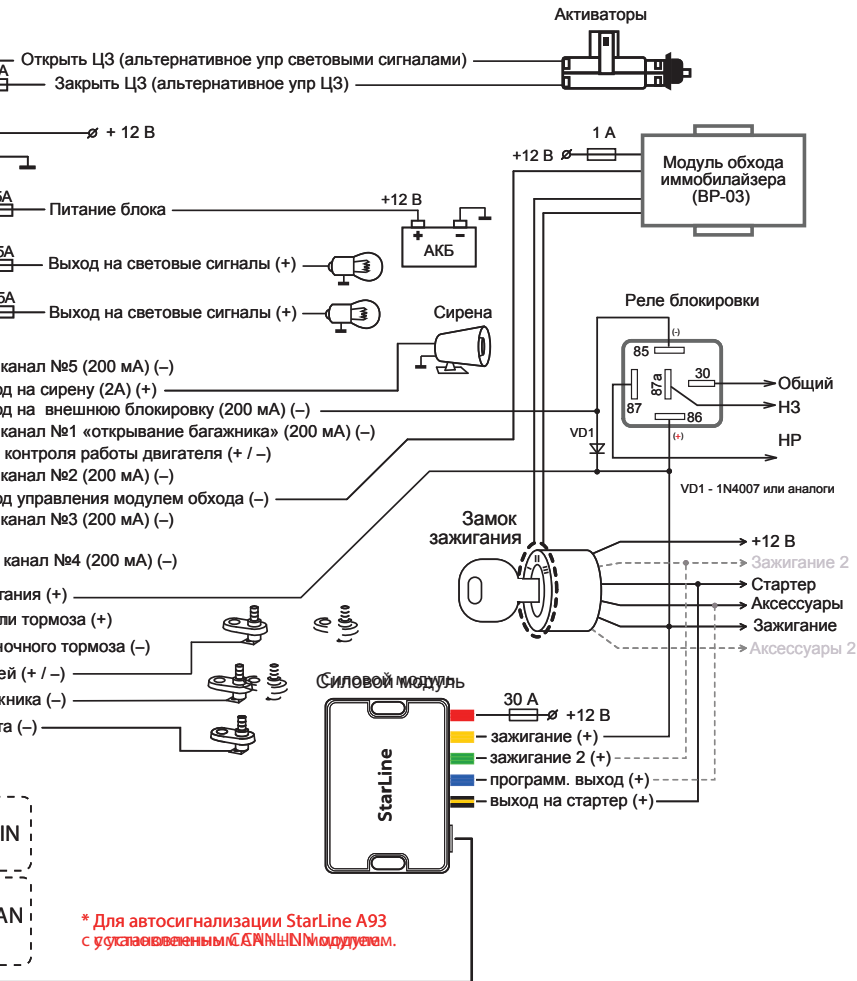 Активаторы
Открыть ЦЗ (альтернативное упр световыми сигналами)
Закрыть ЦЗ (альтернативное упр ЦЗ)
+ 12 В
1 А
+12 В
Модуль обхода
иммобилайзера
(BP-03)
Питание блока
+12 В
+ –
АКБ
Выход на световые сигналы (+)
Выход на световые сигналы (+)
Сирена
Реле блокировки
(-)
85
30
87a
87
86
(+)
Общий
НЗ
НР
VD1
VD1 - 1N4007 или аналоги
канал №5 (200 мА) (–)
на сирену (2А) (+)
на внешнюю блокировку (200 мА) (–)
канал №1 «открывание багажника» (200 мА) (–)
контроля работы двигателя (+ / –)
канал №2 (200 мА) (–)
управления модулем обхода (–)
канал №3 (200 мА) (–)
канал №4 (200 мА) (–)
Замок
зажигания
II
III
+12 В
Зажигание 2
Стартер
Аксессуары
Зажигание
Аксессуары 2
(+)
тормоза (+)
тормоза (–)
(+ / –)
(–)
(–)
Силовой модуль
StarLine
30 А
+12 В
зажигание (+)
зажигание 2 (+)
программ. выход (+)
выход на стартер (+)
IN
AN
* Для автосигнализации StarLine A93